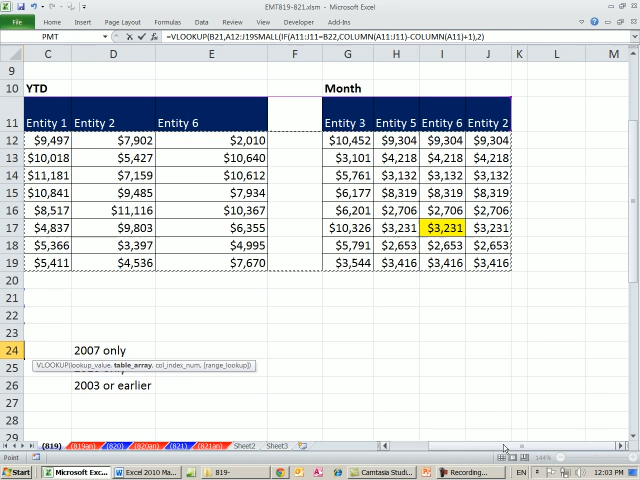 EMT819-821.xlsm - Microsoft Excel
File Home Insert Page Layout Formulas Data Review View Developer Add-Ins
PMT =VLOOKUP(B21,A12:J19SMALL(IF(A11:J11=B22,COLUMN(A11:J11)-COLUMN(A11)+1),2)
C D E F G H I J K L M
9
10 YTD Month
11 Entity 1 Entity 2 Entity 6 Entity 3 Entity 5 Entity 6 Entity 2
12 $9,497 $7,902 $2,010 $10,452 $9,304 $9,304 $9,304
13 $10,018 $5,427 $10,640 $3,101 $4,218 $4,218 $4,218
14 $11,181 $7,159 $10,612 $5,761 $3,132 $3,132 $3,132
15 $10,841 $9,485 $7,934 $6,177 $8,319 $8,319 $8,319
16 $8,517 $11,116 $10,367 $6,201 $2,706 $2,706 $2,706
17 $4,837 $9,803 $6,355 $10,326 $3,231 $3,231 $3,231
18 $5,366 $3,397 $4,995 $5,791 $2,653 $2,653 $2,653
19 $5,411 $4,536 $7,670 $3,544 $3,416 $3,416 $3,416
20
21
22
23
24 2007 only
VLOOKUP(lookup_value, table_array, col_index_num, [range_lookup])
25
26 2003 or earlier
27
28
29
(819) (819an) (820) (820an) (821) (821an) Sheet2 Sheet3
Point 144%
Start Microsoft Exc... Excel 2010 Ma... 819- Camtasia Studi... Recording... EN 12:03 PM